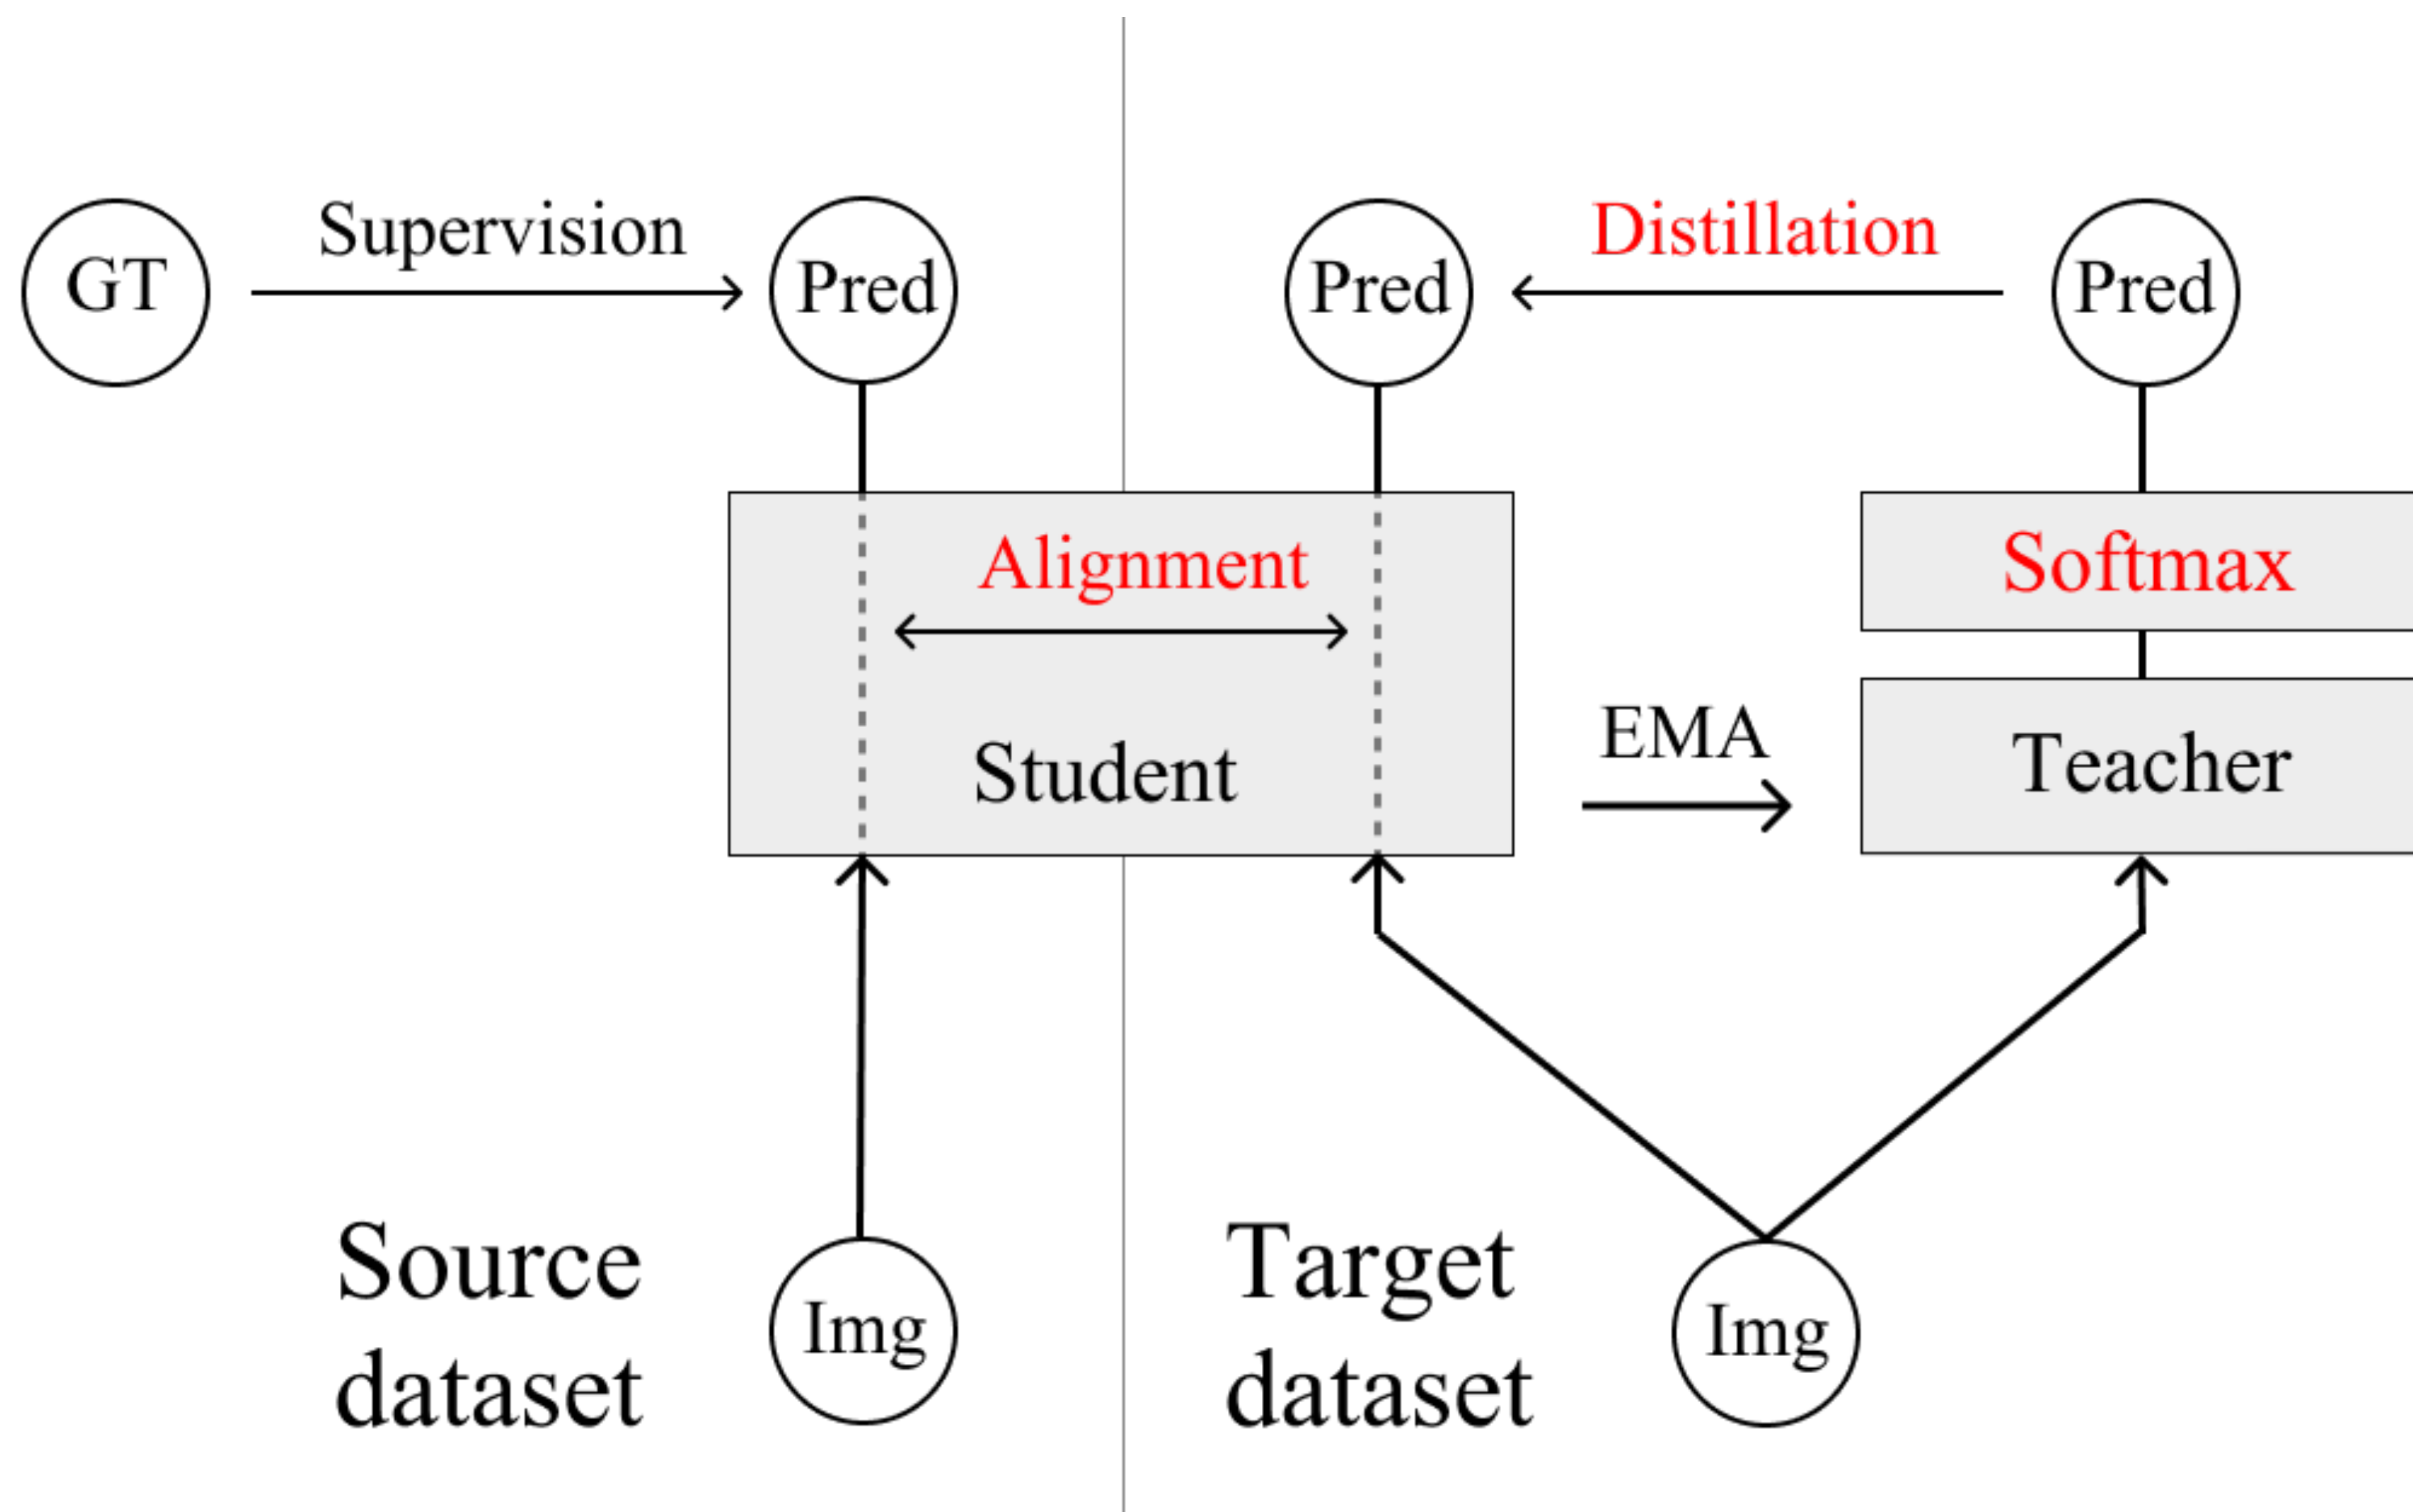 GT
Supervision
Pred
Pred
Distillation
Pred
Alignment
Softmax
Student
EMA
Teacher
Source
dataset
Img
Target
dataset
Img